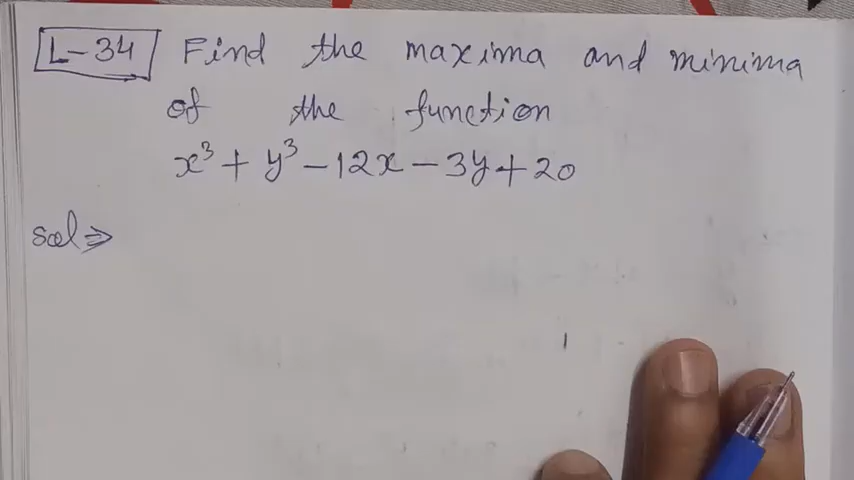 L-34 Find the maxima and minima
of the function
x³ + y³ - 12x - 3y + 20
Sol ⇒